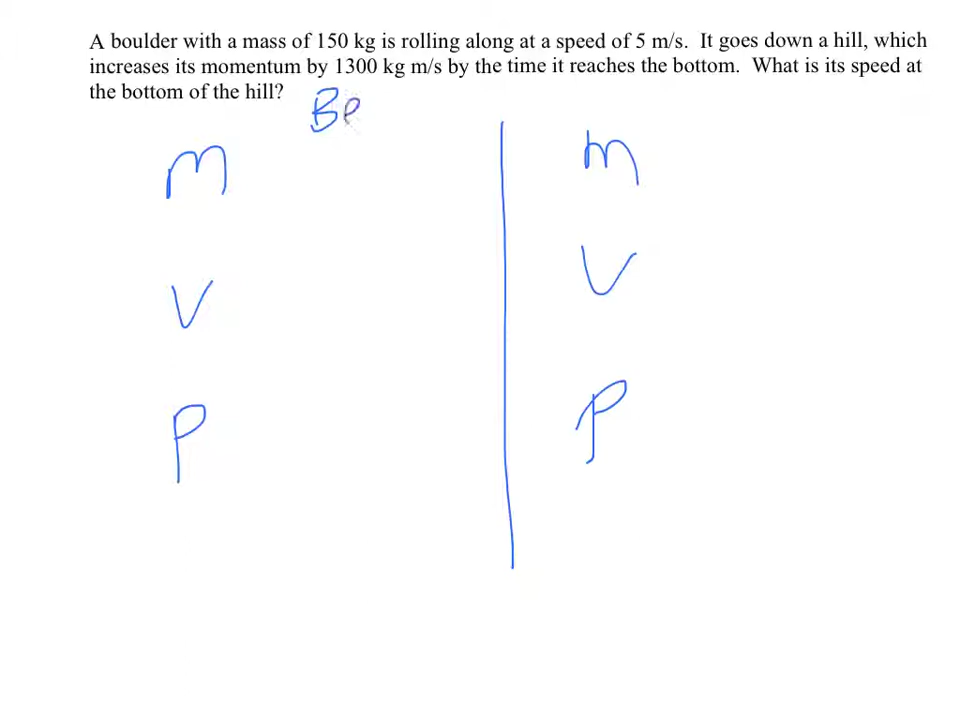 A boulder with a mass of 150 kg is rolling along at a speed of 5 m/s. It goes down a hill, which
increases its momentum by 1300 kg m/s by the time it reaches the bottom. What is its speed at
the bottom of the hill?
Be
m m
V V
P P